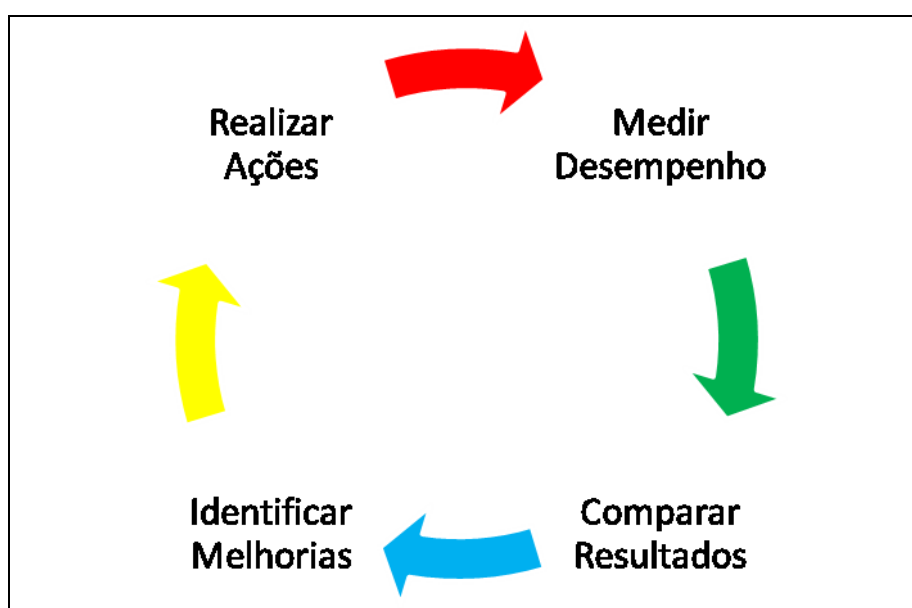 Realizar
Ações
Medir
Desempenho
Comparar
Resultados
Identificar
Melhorias